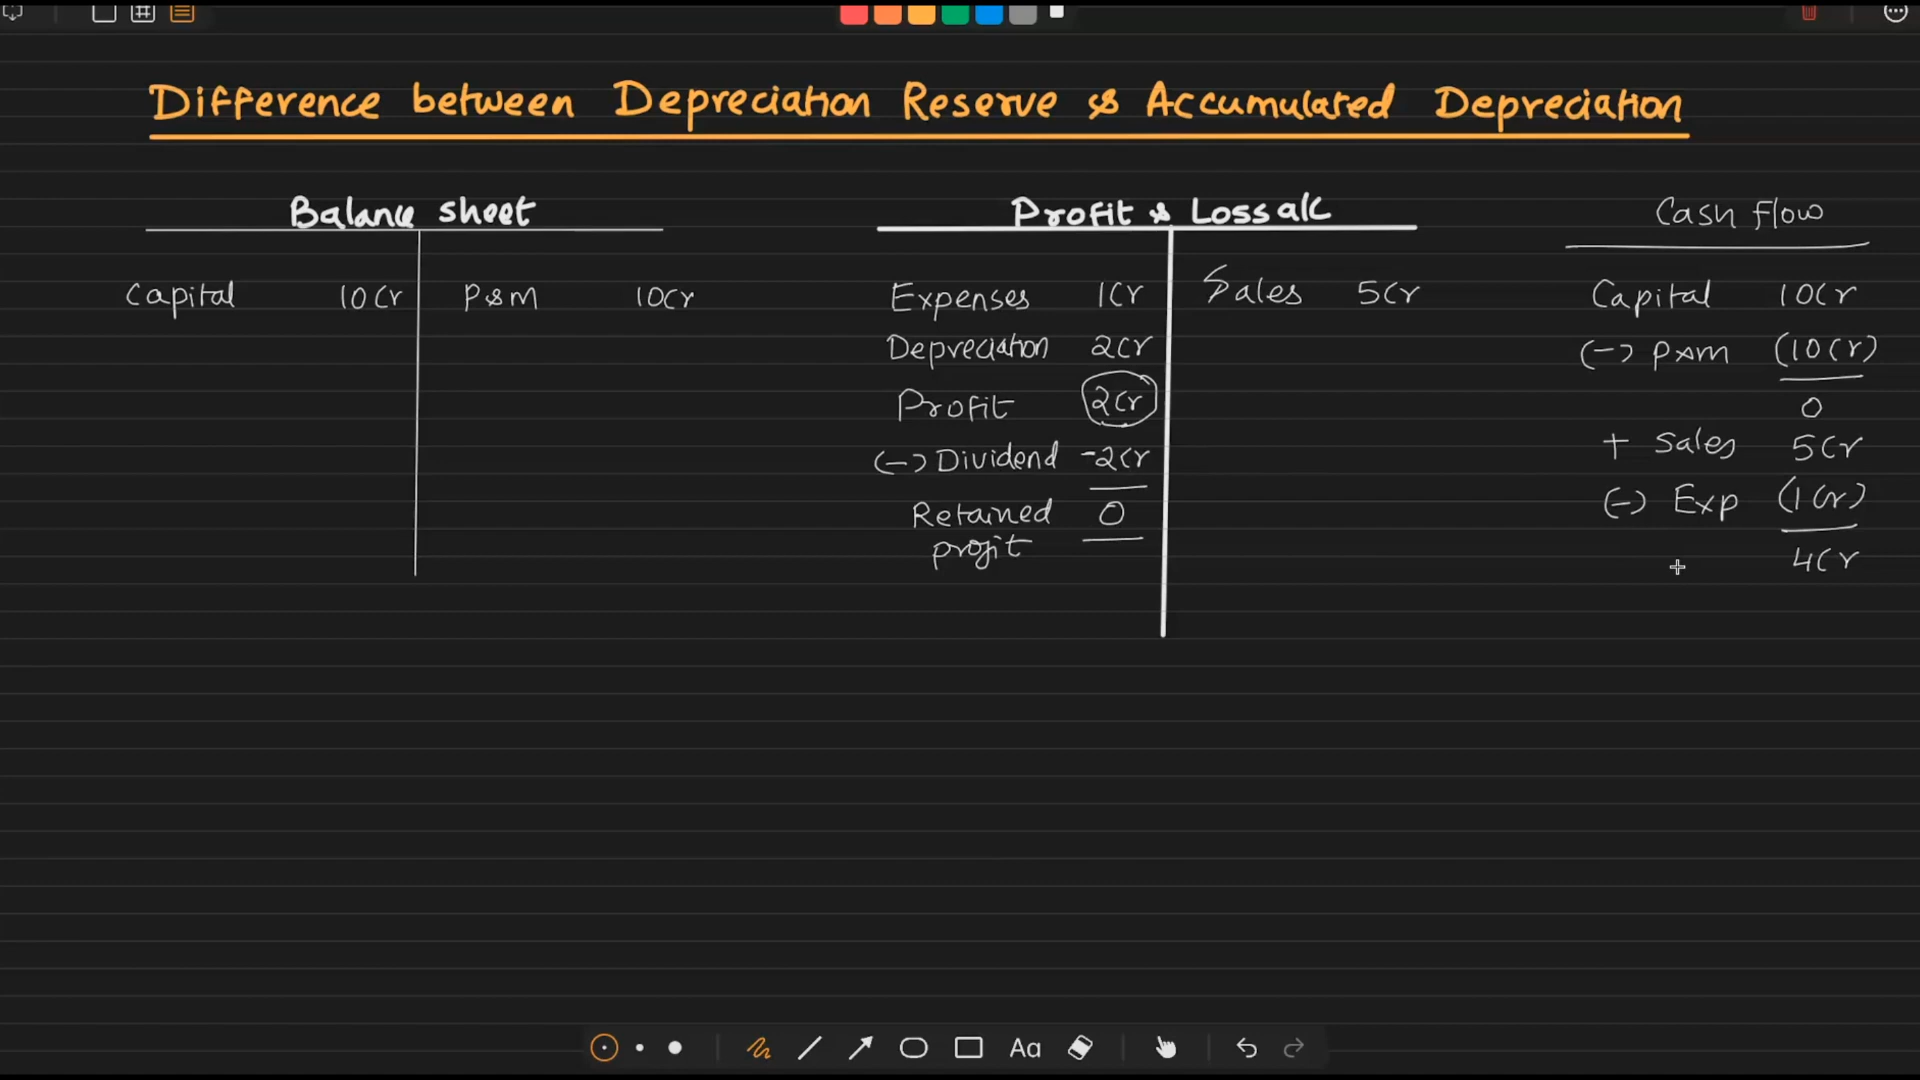 Difference between Depreciation Reserve & Accumulated Depreciation
Balance sheet
Capital 10Cr P&M 10Cr
Profit & Loss a/c
Expenses 1Cr Sales 5Cr
Depreciation 2Cr
Profit 2Cr
(-) Dividend -2Cr
Retained 0
profit
Cash flow
Capital 10Cr
(-) P&M (10Cr)
0
+ Sales 5Cr
(-) Exp (1Cr)
4Cr
Aa